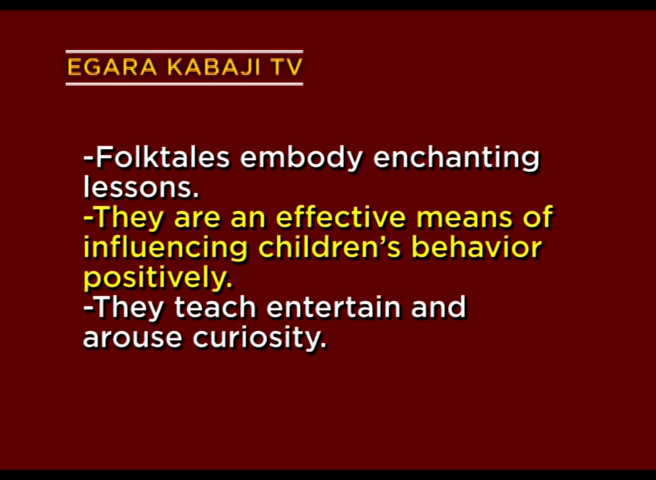 EGARA KABAJI TV
-Folktales embody enchanting
lessons.
-They are an effective means of
influencing children's behavior
positively.
-They teach entertain and
arouse curiosity.